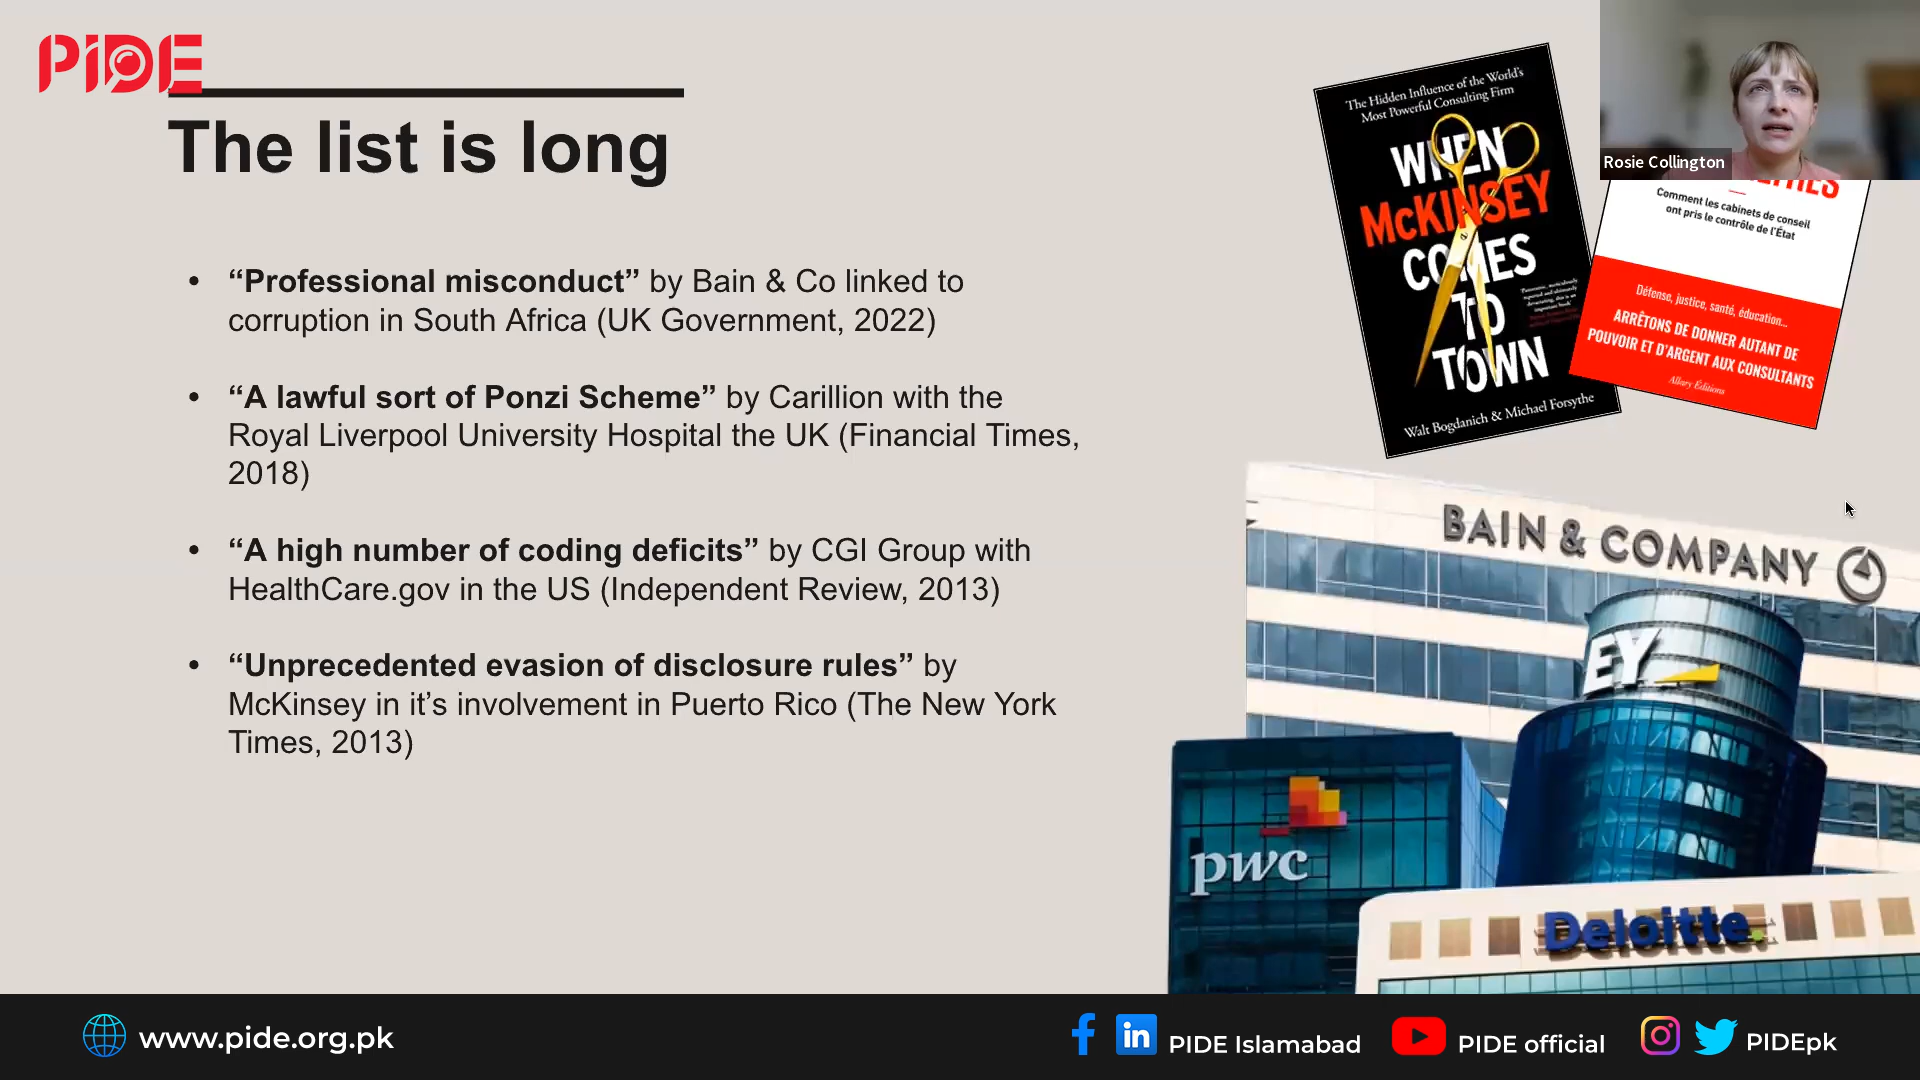 PiDE
The list is long
• “Professional misconduct” by Bain & Co linked to
corruption in South Africa (UK Government, 2022)
• “A lawful sort of Ponzi Scheme” by Carillion with the
Royal Liverpool University Hospital the UK (Financial Times,
2018)
• “A high number of coding deficits” by CGI Group with
HealthCare.gov in the US (Independent Review, 2013)
• “Unprecedented evasion of disclosure rules” by
McKinsey in it’s involvement in Puerto Rico (The New York
Times, 2013)
The Hidden Influence of the World's
Most Powerful Consulting Firm
WHEN
McKINSEY
COMES
TO
TOWN
Walt Bogdanich & Michael Forsythe
Rosie Collington
Comment les cabinets de conseil
ont pris le contrôle de l'État
Défense, justice, santé, éducation...
ARRÊTONS DE DONNER AUTANT DE
POUVOIR ET D'ARGENT AUX CONSULTANTS
Allary Éditions
BAIN & COMPANY
EY
pwc
Deloitte.
www.pide.org.pk
PIDE Islamabad
PIDE official
PIDEpk